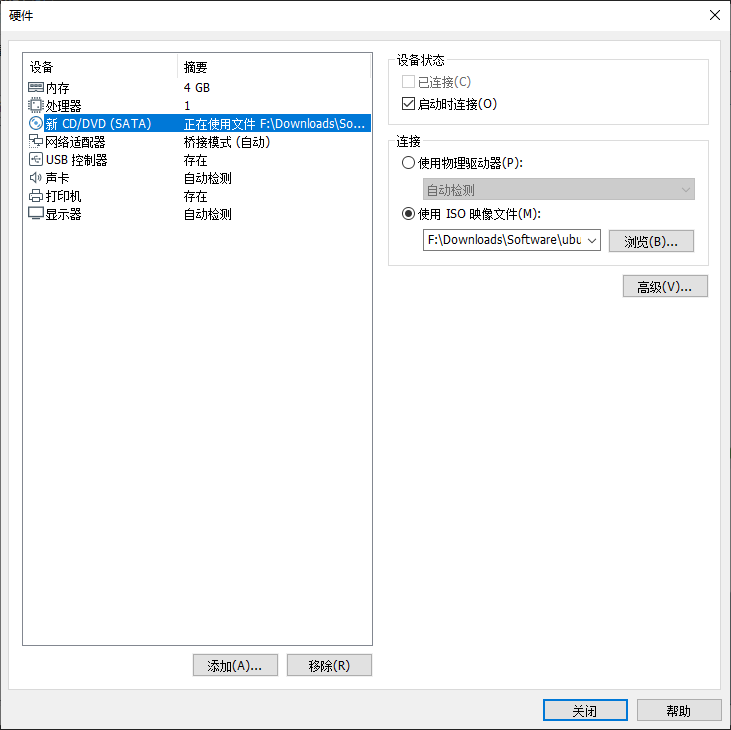 硬件
设备 摘要
内存 4 GB
处理器 1
新 CD/DVD (SATA) 正在使用文件 F:\Downloads\So...
网络适配器 桥接模式 (自动)
USB 控制器 存在
声卡 自动检测
打印机 存在
显示器 自动检测
添加(A)...
移除(R)
设备状态
已连接(C)
启动时连接(O)
连接
使用物理驱动器(P):
自动检测
使用 ISO 映像文件(M):
F:\Downloads\Software\ubu
浏览(B)...
高级(V)...
关闭
帮助